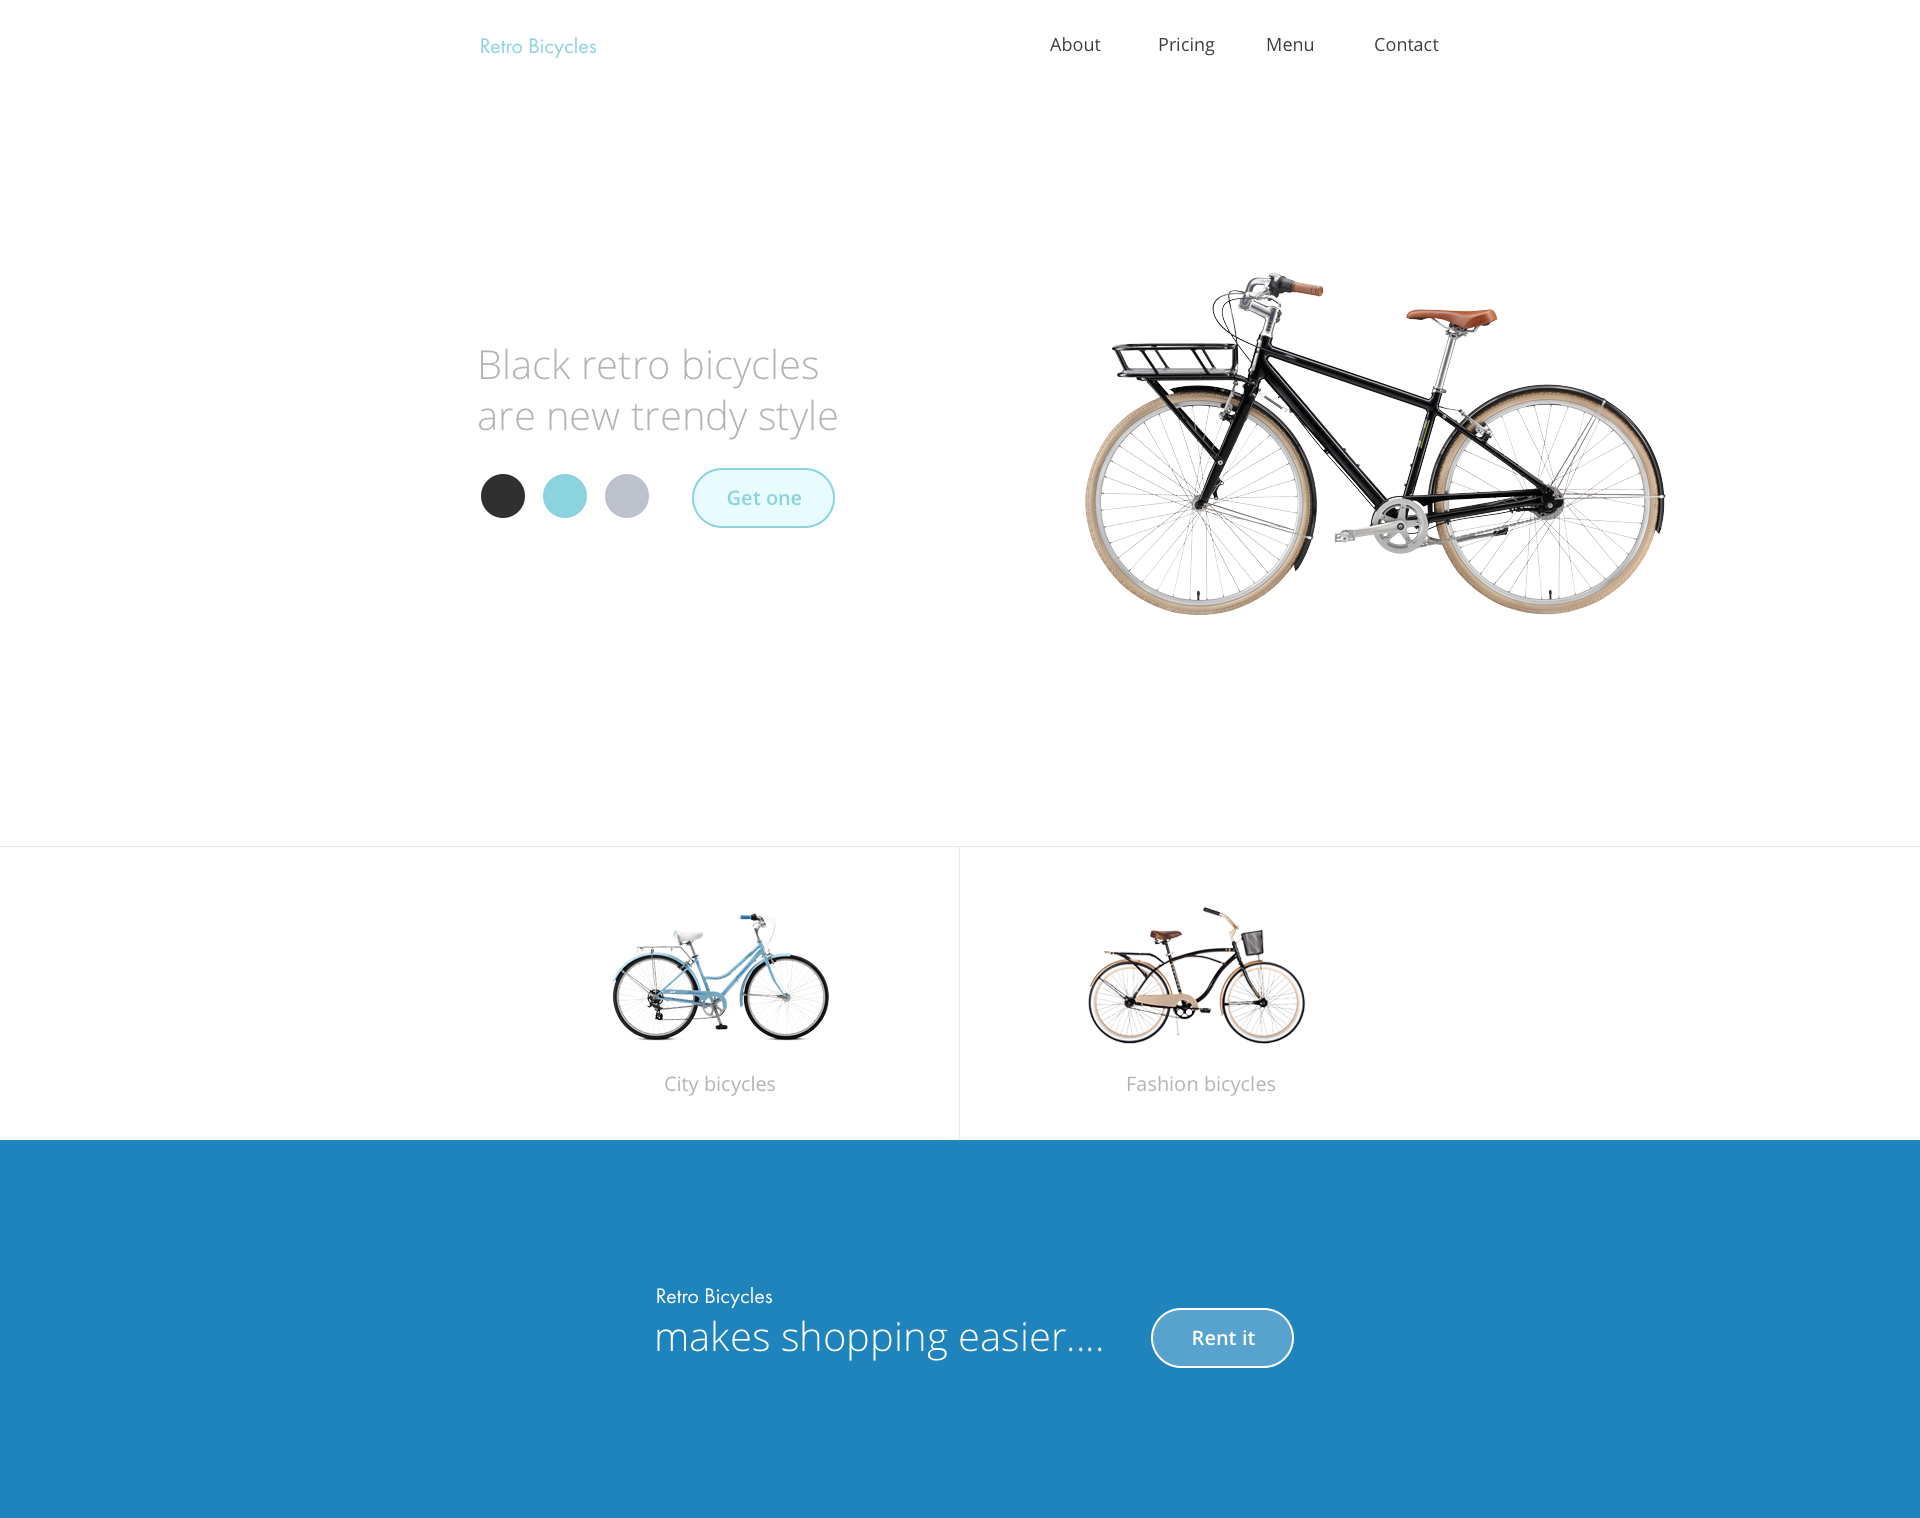 Retro Bicycles
About
Pricing
Menu
Contact
Black retro bicycles
are new trendy style
Get one
City bicycles
Fashion bicycles
Retro Bicycles
makes shopping easier....
Rent it